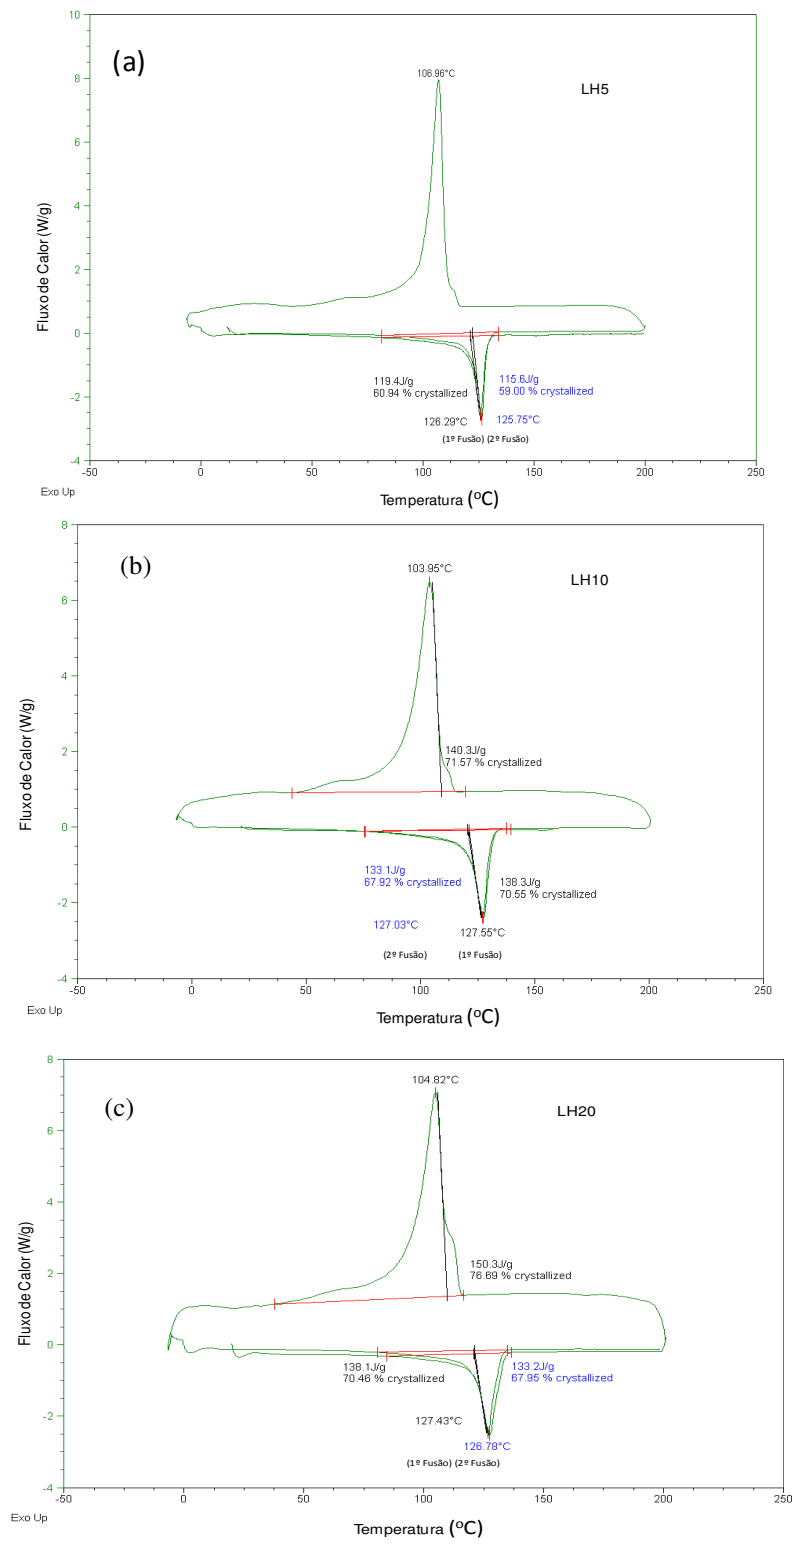 (a)
LH5
106.96°C
10
8
6
4
2
0
-2
-4
Fluxo de Calor (W/g)
119.4J/g
60.94 % crystallized
126.29°C
115.6J/g
59.00 % crystallized
125.75°C
(1º Fusão) (2º Fusão)
-50 0 50 100 150 200 250
Exo Up
Temperatura (ºC)
(b)
LH10
103.95°C
8
6
4
2
0
-2
-4
Fluxo de Calor (W/g)
140.3J/g
71.57 % crystallized
133.1J/g
67.92 % crystallized
127.03°C
138.3J/g
70.55 % crystallized
127.55°C
(2º Fusão) (1º Fusão)
-50 0 50 100 150 200 250
Exo Up
Temperatura (ºC)
(c)
LH20
104.82°C
8
6
4
2
0
-2
-4
Fluxo de Calor (W/g)
150.3J/g
76.69 % crystallized
138.1J/g
70.46 % crystallized
127.43°C
133.2J/g
67.95 % crystallized
126.78°C
(1º Fusão) (2º Fusão)
-50 0 50 100 150 200 250
Exo Up
Temperatura (ºC)